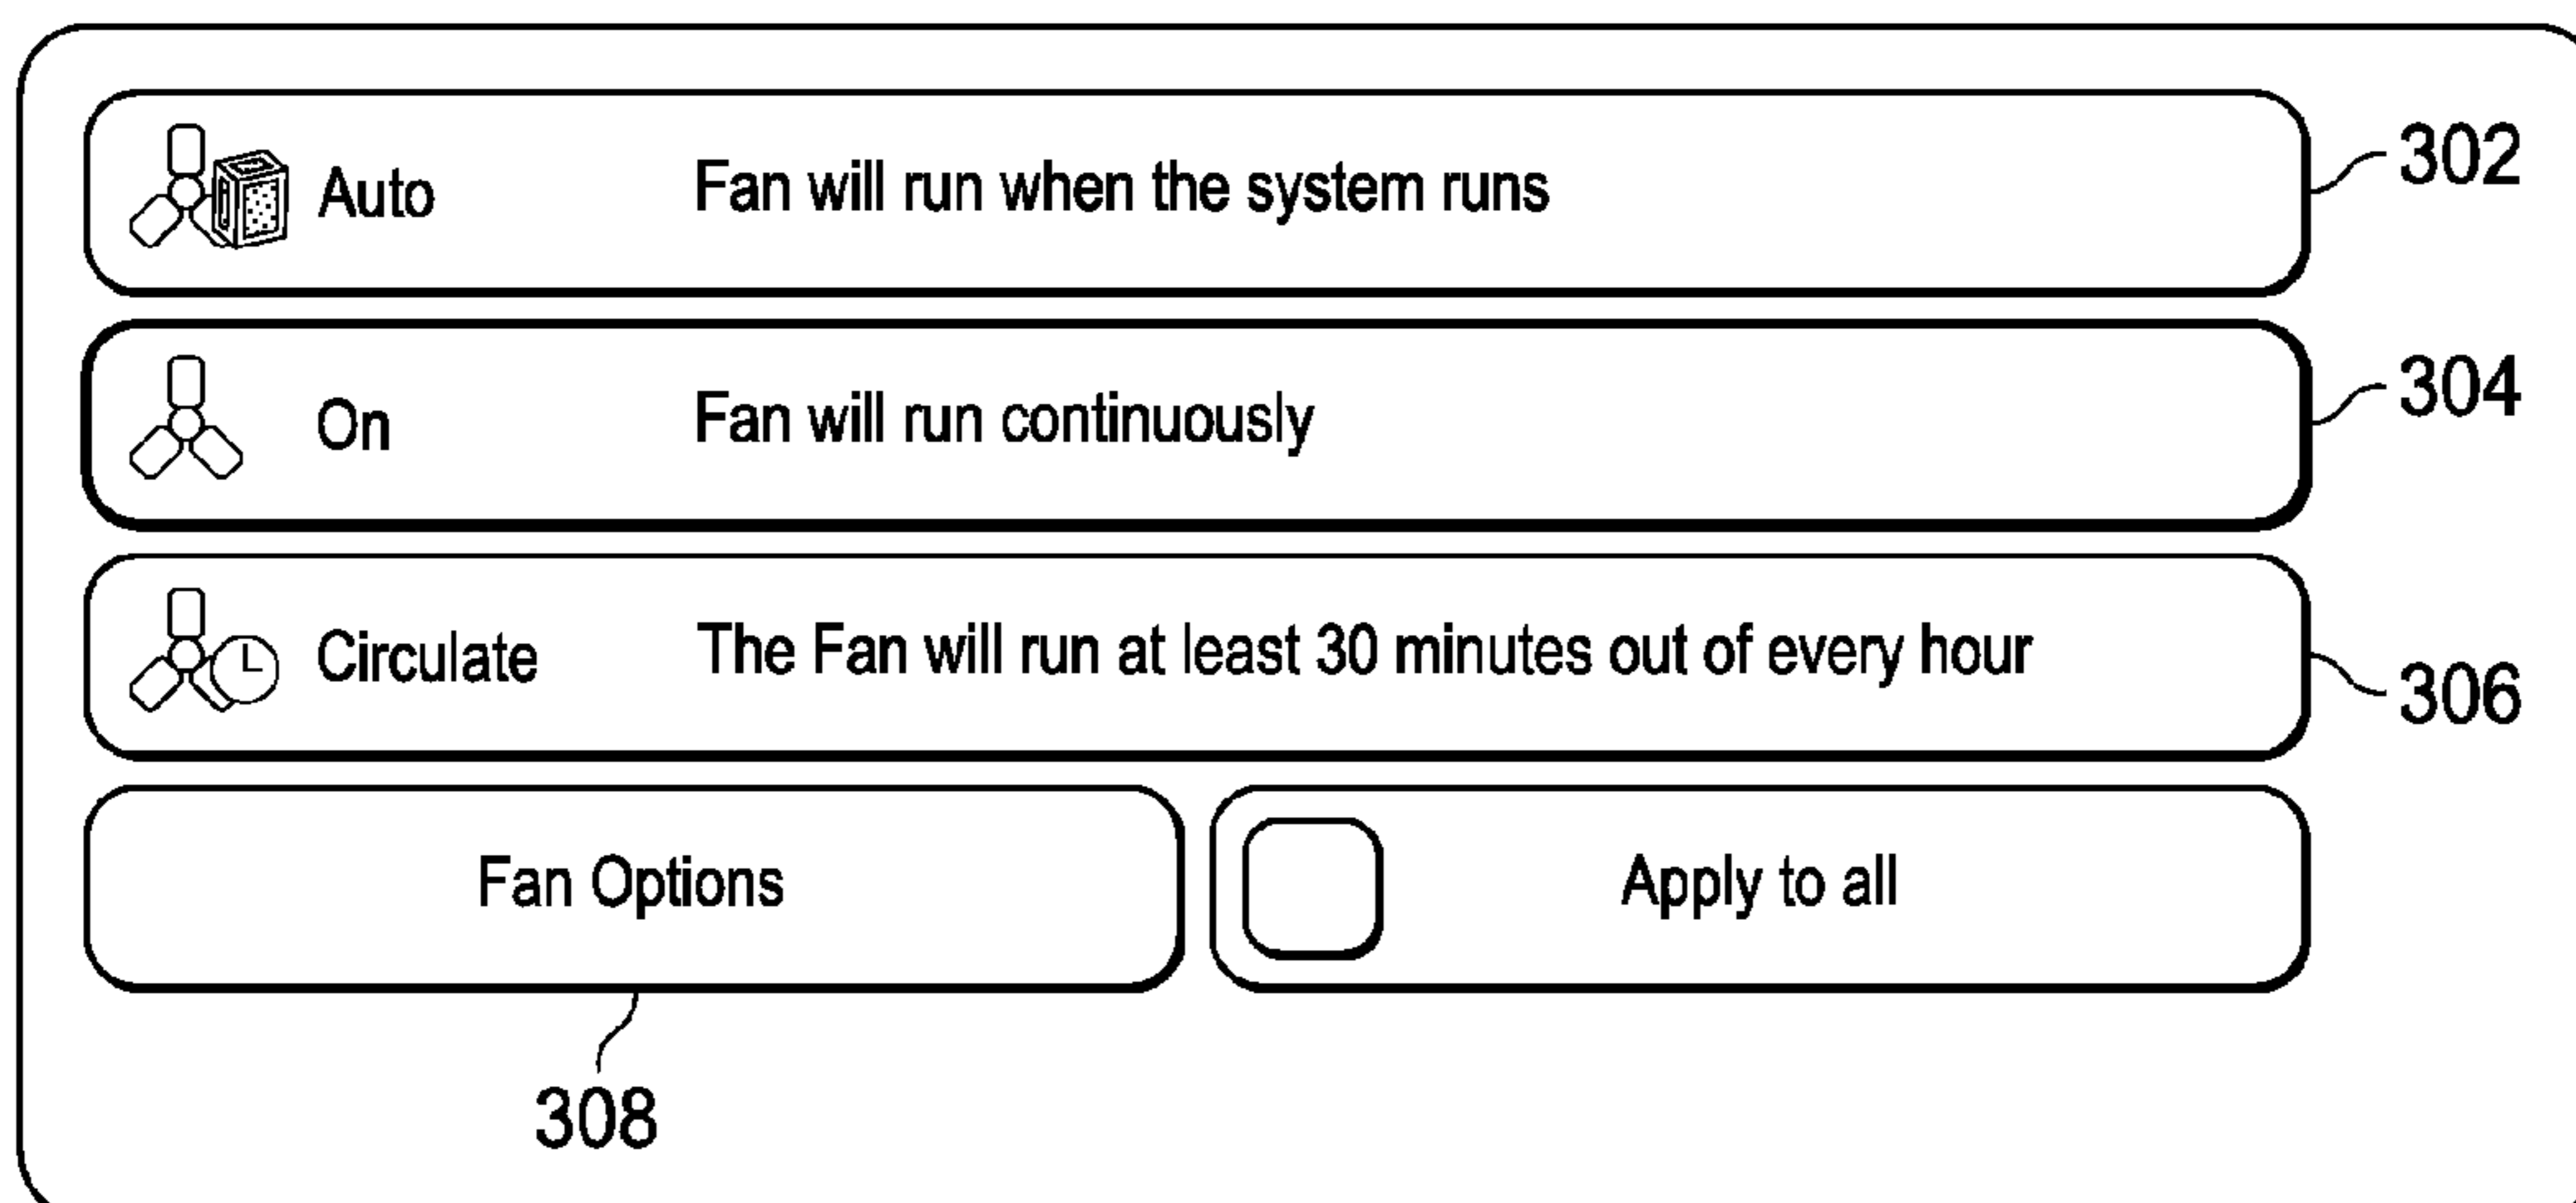 Auto Fan will run when the system runs 302
On Fan will run continuously 304
Circulate The Fan will run at least 30 minutes out of every hour 306
Fan Options Apply to all
308